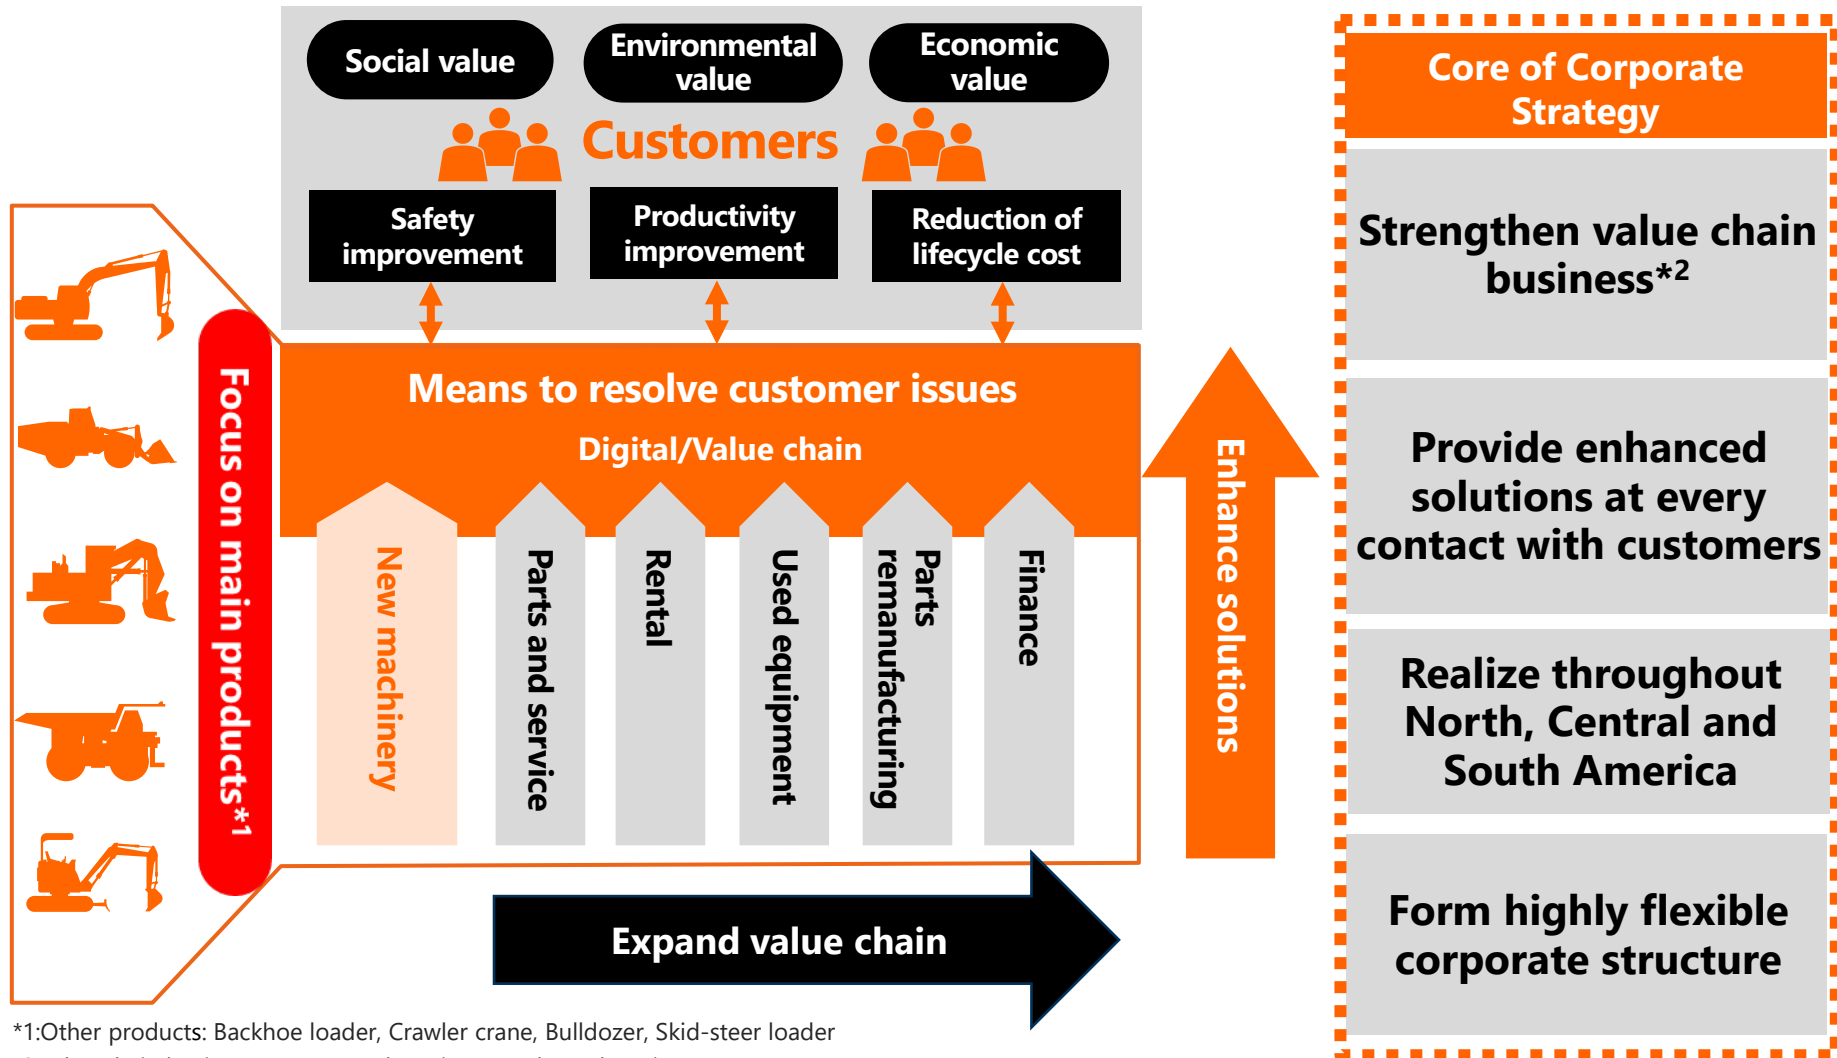 Social value
Environmental
value
Economic
value
Customers
Safety
improvement
Productivity
improvement
Reduction of
lifecycle cost
Focus on main products*1
Means to resolve customer issues
Digital/Value chain
New machinery
Parts and service
Rental
Used equipment
Parts
remanufacturing
Finance
Enhance solutions
Expand value chain
Core of Corporate
Strategy
Strengthen value chain
business*2
Provide enhanced
solutions at every
contact with customers
Realize throughout
North, Central and
South America
Form highly flexible
corporate structure
*1:Other products: Backhoe loader, Crawler crane, Bulldozer, Skid-steer loader